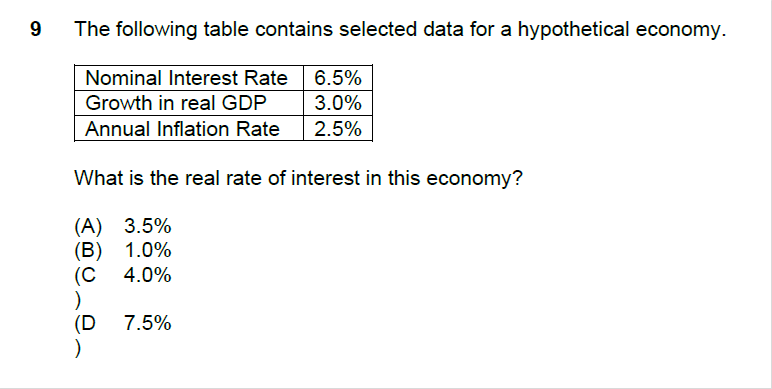 9 The following table contains selected data for a hypothetical economy.
Nominal Interest Rate 6.5%
Growth in real GDP 3.0%
Annual Inflation Rate 2.5%
What is the real rate of interest in this economy?
(A) 3.5%
(B) 1.0%
(C 4.0%
)
(D 7.5%
)